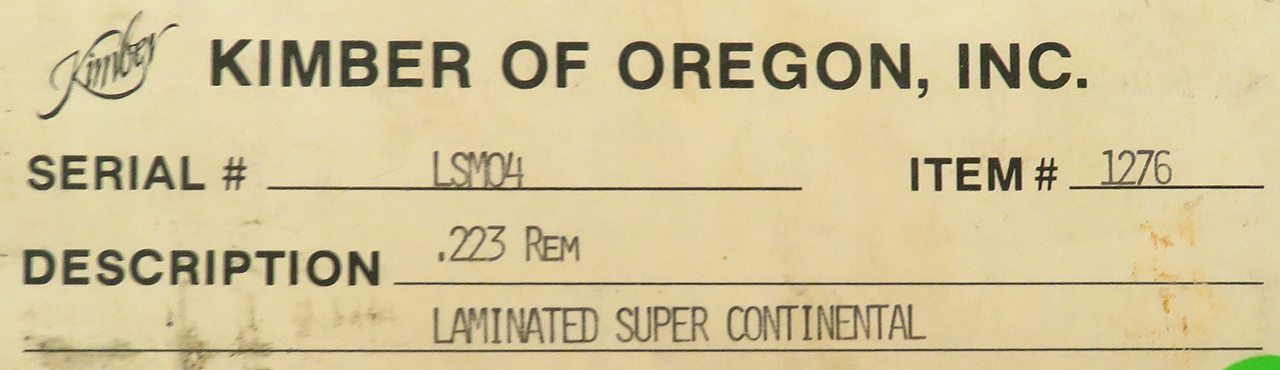 Kimber KIMBER OF OREGON, INC.
SERIAL # LSM04 ITEM # 1276
DESCRIPTION .223 REM
LAMINATED SUPER CONTINENTAL